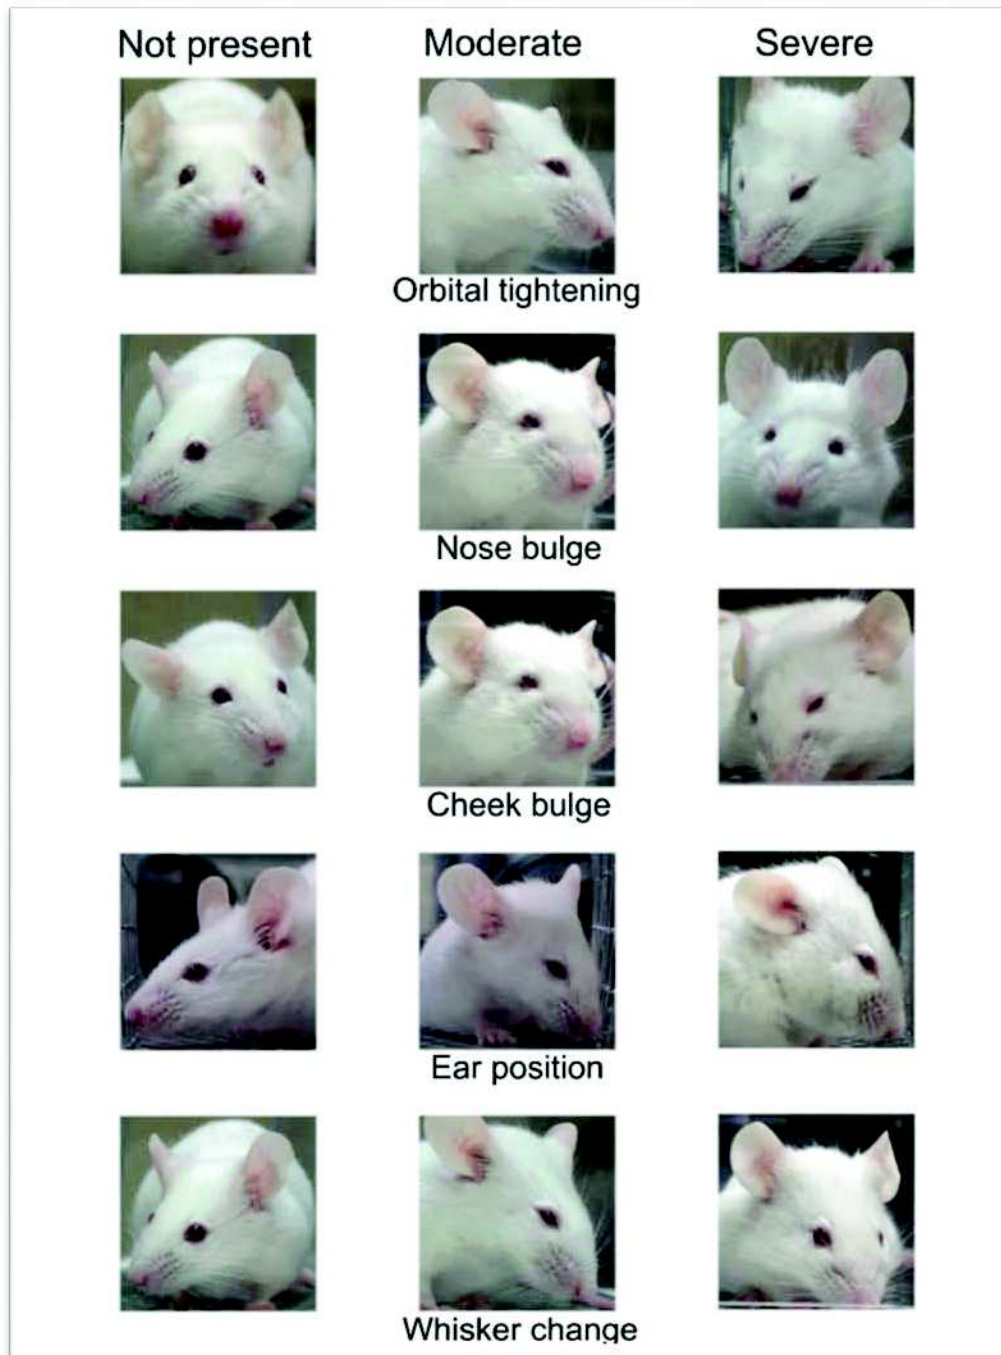 Not present Moderate Severe
Orbital tightening
Nose bulge
Cheek bulge
Ear position
Whisker change